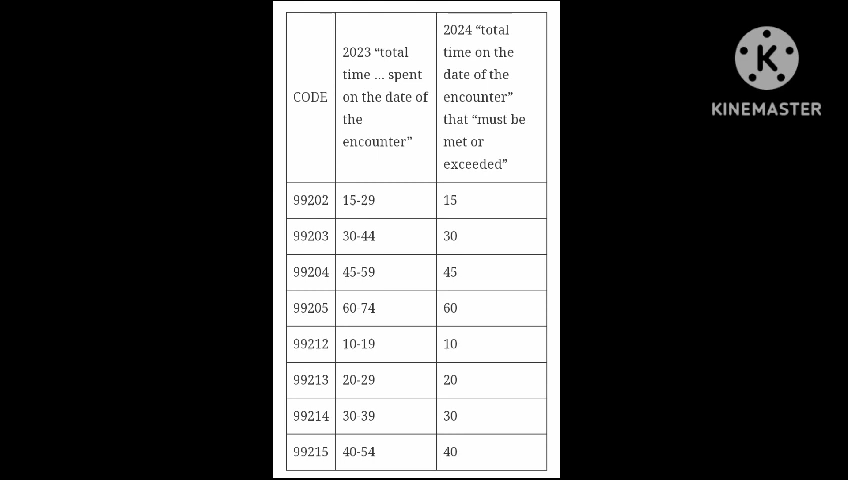 CODE
2023 “total
time ... spent
on the date of
the
encounter”
2024 “total
time on the
date of the
encounter”
that “must be
met or
exceeded”
99202 15-29 15
99203 30-44 30
99204 45-59 45
99205 60-74 60
99212 10-19 10
99213 20-29 20
99214 30-39 30
99215 40-54 40
K
KINEMASTER